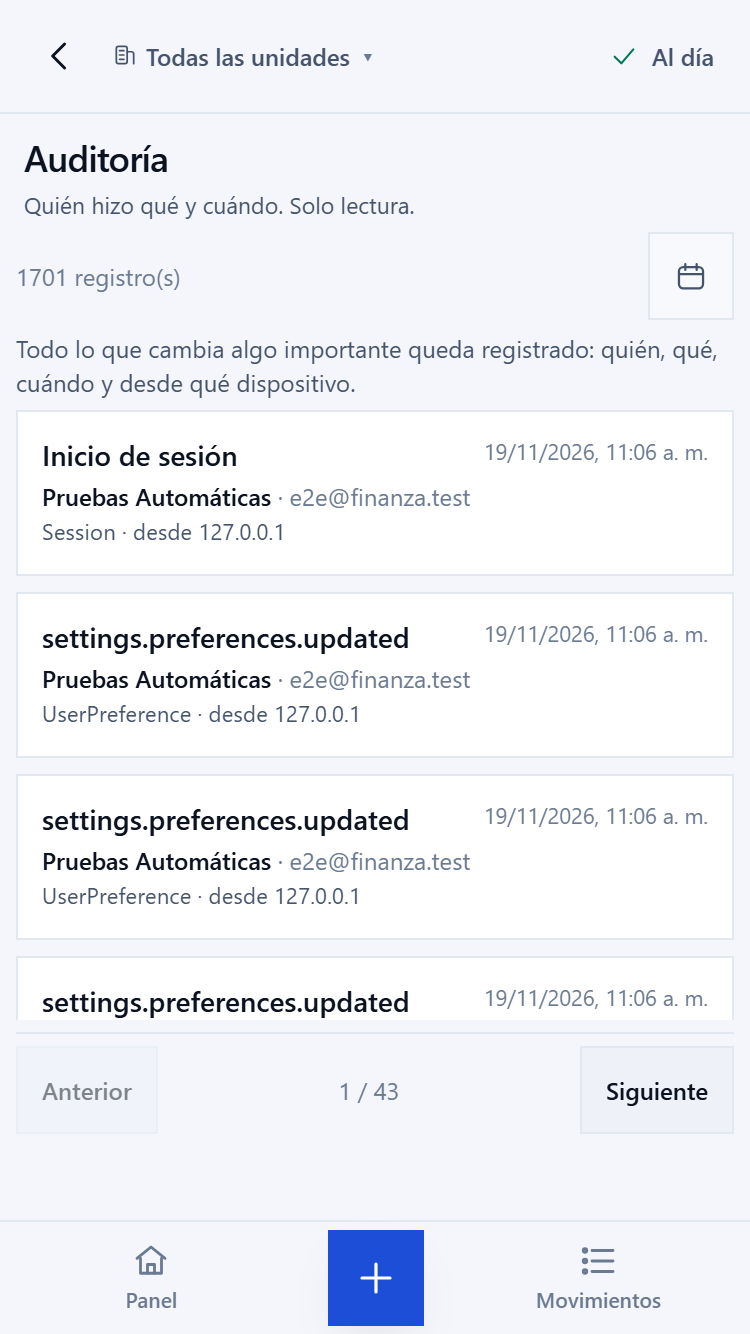 Todas las unidades ▾
Al día
Auditoría
Quién hizo qué y cuándo. Solo lectura.
1701 registro(s)
Todo lo que cambia algo importante queda registrado: quién, qué,
cuándo y desde qué dispositivo.
Inicio de sesión 19/11/2026, 11:06 a. m.
Pruebas Automáticas · e2e@finanza.test
Session · desde 127.0.0.1
settings.preferences.updated 19/11/2026, 11:06 a. m.
Pruebas Automáticas · e2e@finanza.test
UserPreference · desde 127.0.0.1
settings.preferences.updated 19/11/2026, 11:06 a. m.
Pruebas Automáticas · e2e@finanza.test
UserPreference · desde 127.0.0.1
settings.preferences.updated 19/11/2026, 11:06 a. m.
Anterior 1 / 43 Siguiente
Panel
Movimientos